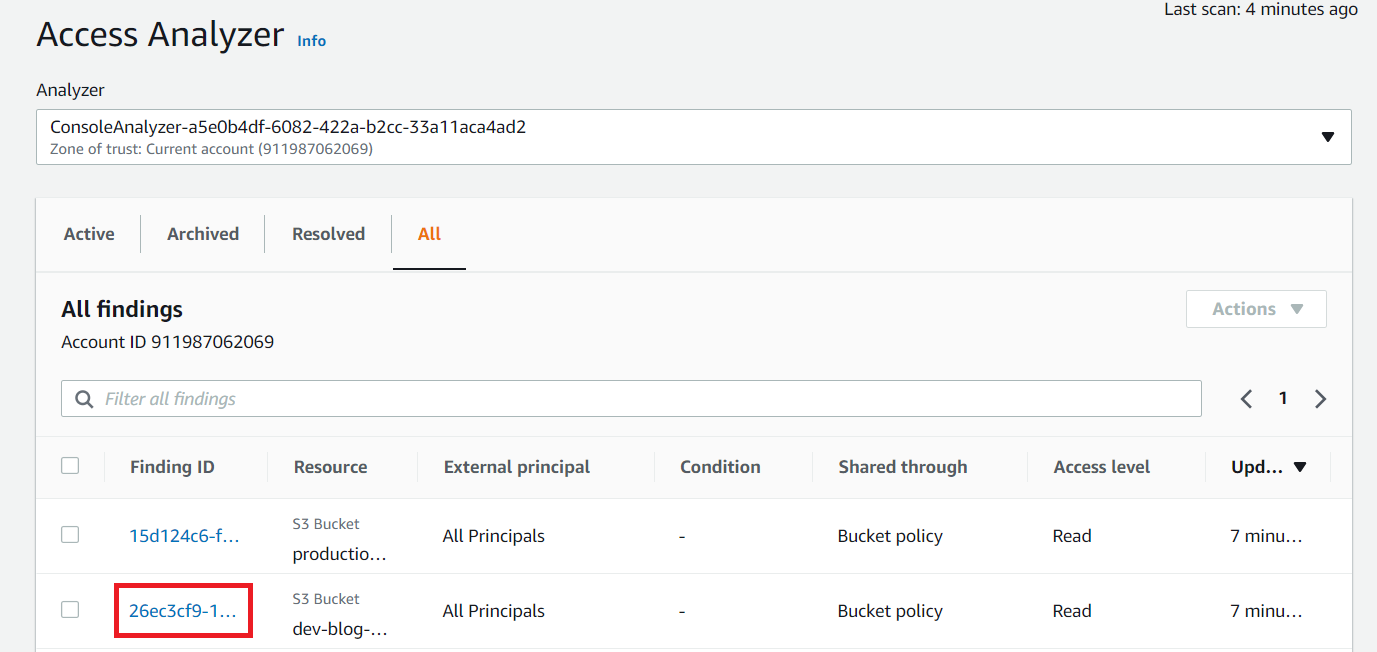 Last scan: 4 minutes ago
Access Analyzer Info
Analyzer
ConsoleAnalyzer-a5e0b4df-6082-422a-b2cc-33a11aca4ad2
Zone of trust: Current account (911987062069)
Active Archived Resolved All
All findings
Actions
Account ID 911987062069
Filter all findings
1
Finding ID Resource External principal Condition Shared through Access level Upd...
S3 Bucket
15d124c6-f... All Principals - Bucket policy Read 7 minu...
productio...
S3 Bucket
26ec3cf9-1... All Principals - Bucket policy Read 7 minu...
dev-blog-...